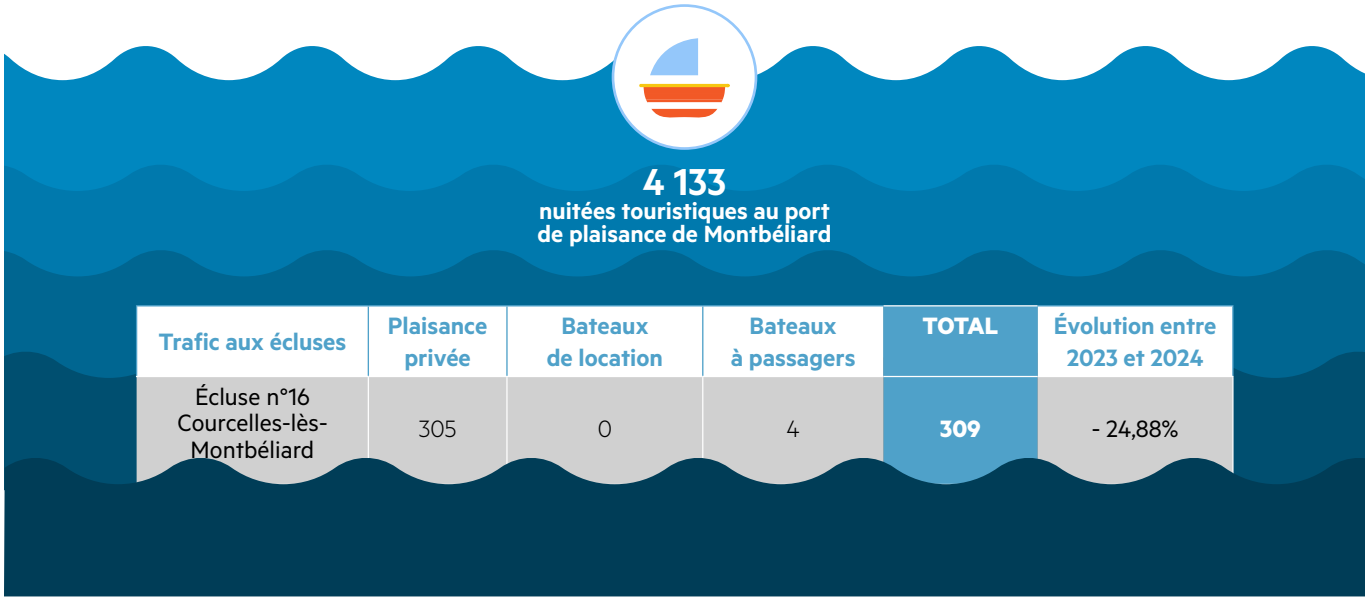 4 133
nuitées touristiques au port
de plaisance de Montbéliard
Trafic aux écluses
Plaisance
privée
Bateaux
de location
Bateaux
à passagers
TOTAL
Évolution entre
2023 et 2024
Écluse n°16
Courcelles-lès-
Montbéliard
305
0
4
309
- 24,88%